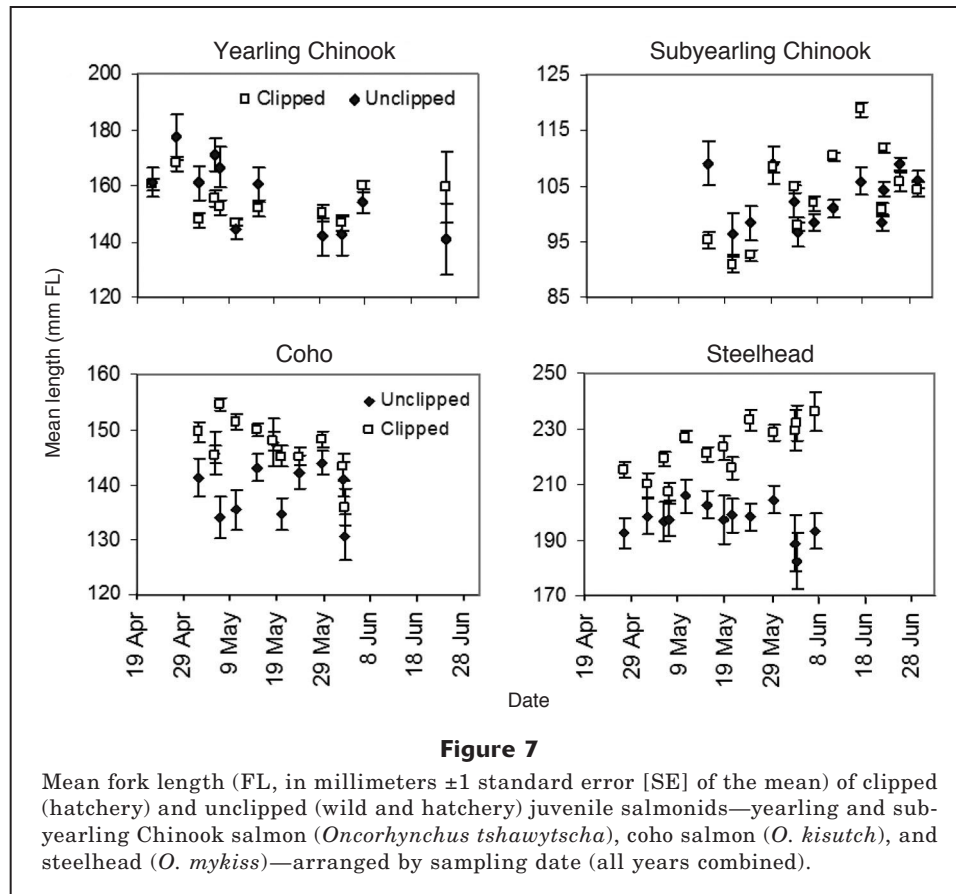 Yearling Chinook
Subyearling Chinook
200
180
160
140
120
Clipped
Unclipped
125
115
105
95
85
Mean length (mm FL)
Coho
Steelhead
160
150
140
130
120
Unclipped
Clipped
250
230
210
190
170
19 Apr
29 Apr
9 May
19 May
29 May
8 Jun
18 Jun
28 Jun
19 Apr
29 Apr
9 May
19 May
29 May
8 Jun
18 Jun
28 Jun
Date
Figure 7
Mean fork length (FL, in millimeters ±1 standard error [SE] of the mean) of clipped
(hatchery) and unclipped (wild and hatchery) juvenile salmonids—yearling and sub-
yearling Chinook salmon (Oncorhynchus tshawytscha), coho salmon (O. kisutch), and
steelhead (O. mykiss)—arranged by sampling date (all years combined).